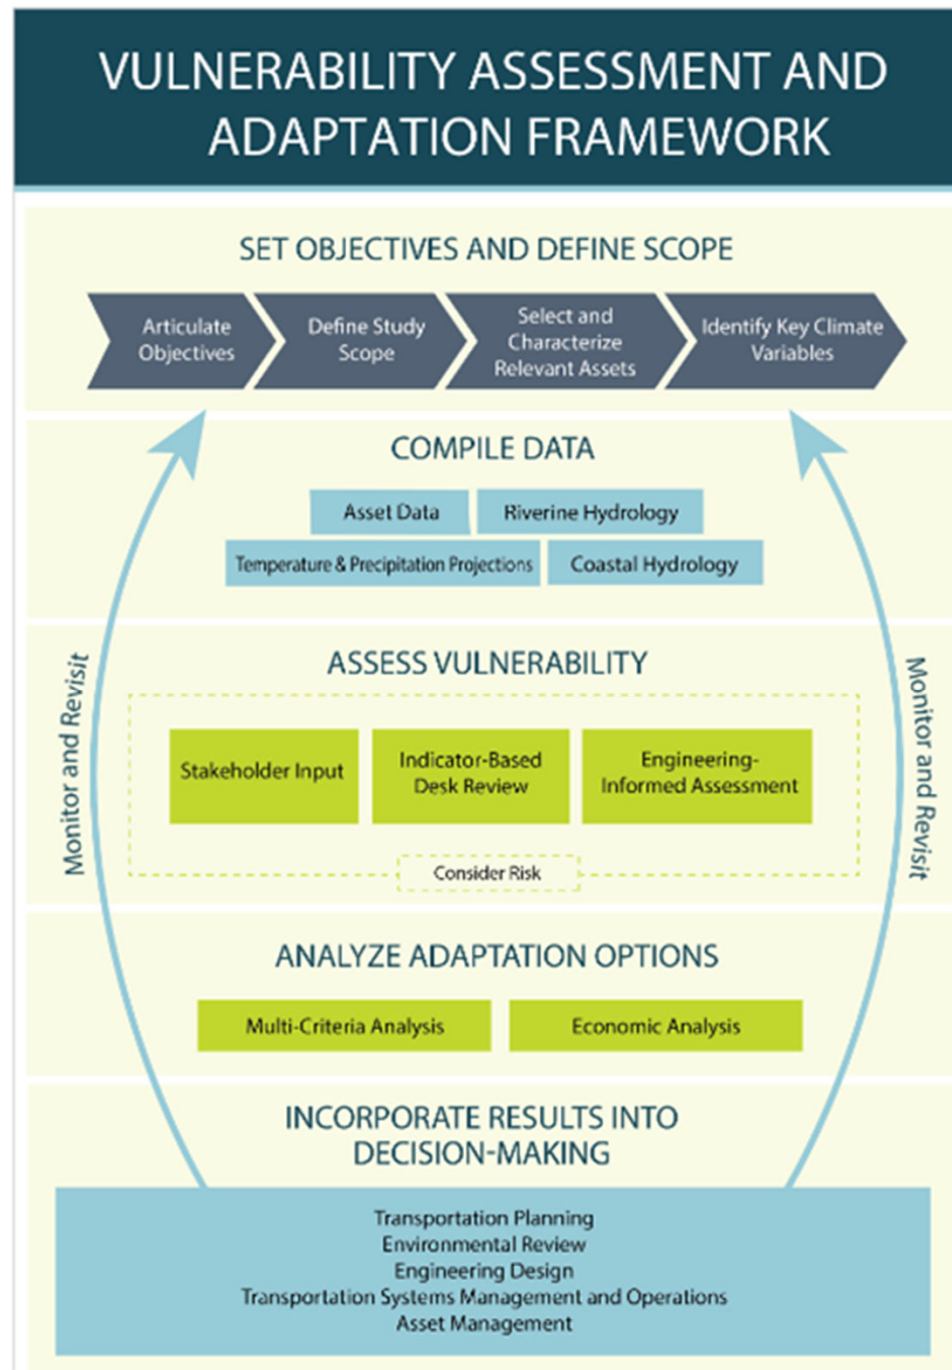 VULNERABILITY ASSESSMENT AND
ADAPTATION FRAMEWORK
SET OBJECTIVES AND DEFINE SCOPE
Articulate
Objectives
Define Study
Scope
Select and
Characterize
Relevant Assets
Identify Key Climate
Variables
COMPILE DATA
Asset Data
Riverine Hydrology
Temperature & Precipitation Projections
Coastal Hydrology
ASSESS VULNERABILITY
Monitor and Revisit
Stakeholder Input
Indicator-Based
Desk Review
Engineering-
Informed Assessment
Consider Risk
Monitor and Revisit
ANALYZE ADAPTATION OPTIONS
Multi-Criteria Analysis
Economic Analysis
INCORPORATE RESULTS INTO
DECISION-MAKING
Transportation Planning
Environmental Review
Engineering Design
Transportation Systems Management and Operations
Asset Management